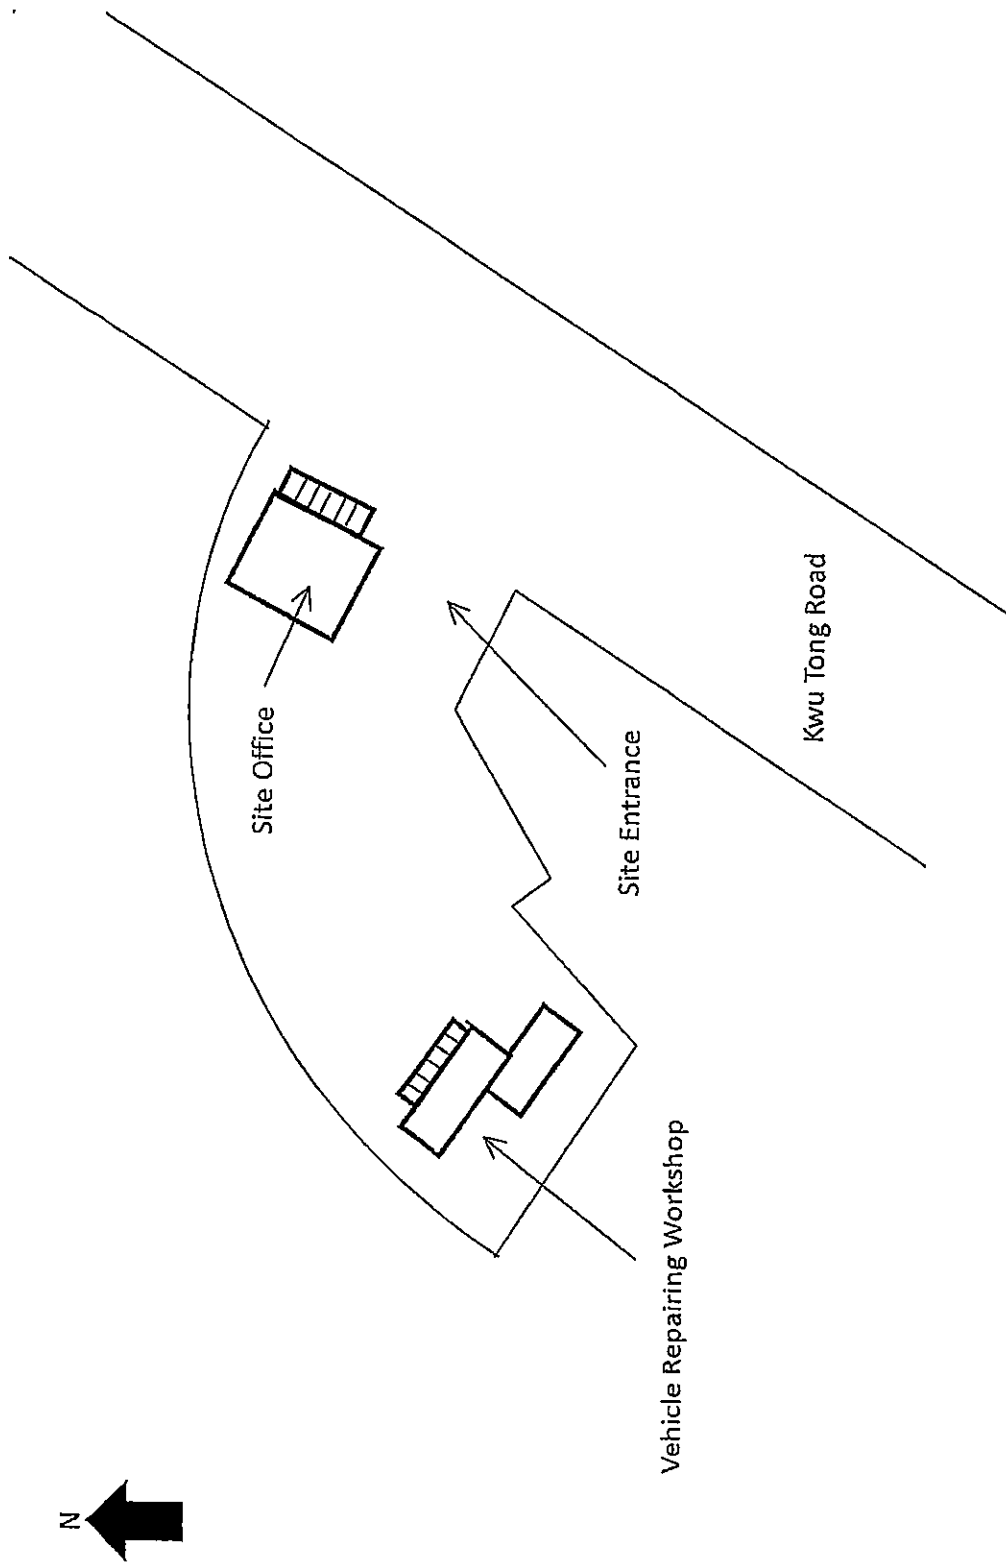 N
Site Office
Site Entrance
Kwu Tong Road
Vehicle Repairing Workshop